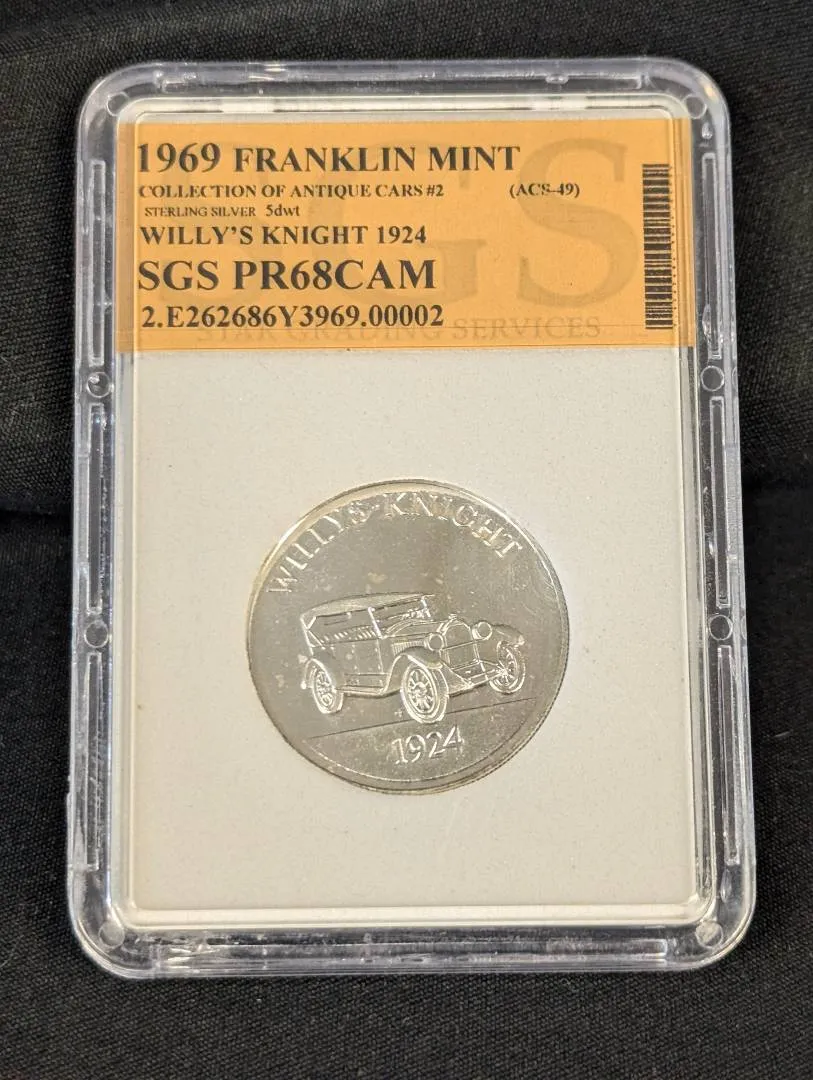 1969 FRANKLIN MINT
COLLECTION OF ANTIQUE CARS #2 (ACS-49)
STERLING SILVER 5dwt
WILLY'S KNIGHT 1924
SGS PR68CAM
2.E262686Y3969.00002
SGS
STAR GRADING SERVICES
WILLYS-KNIGHT
1924